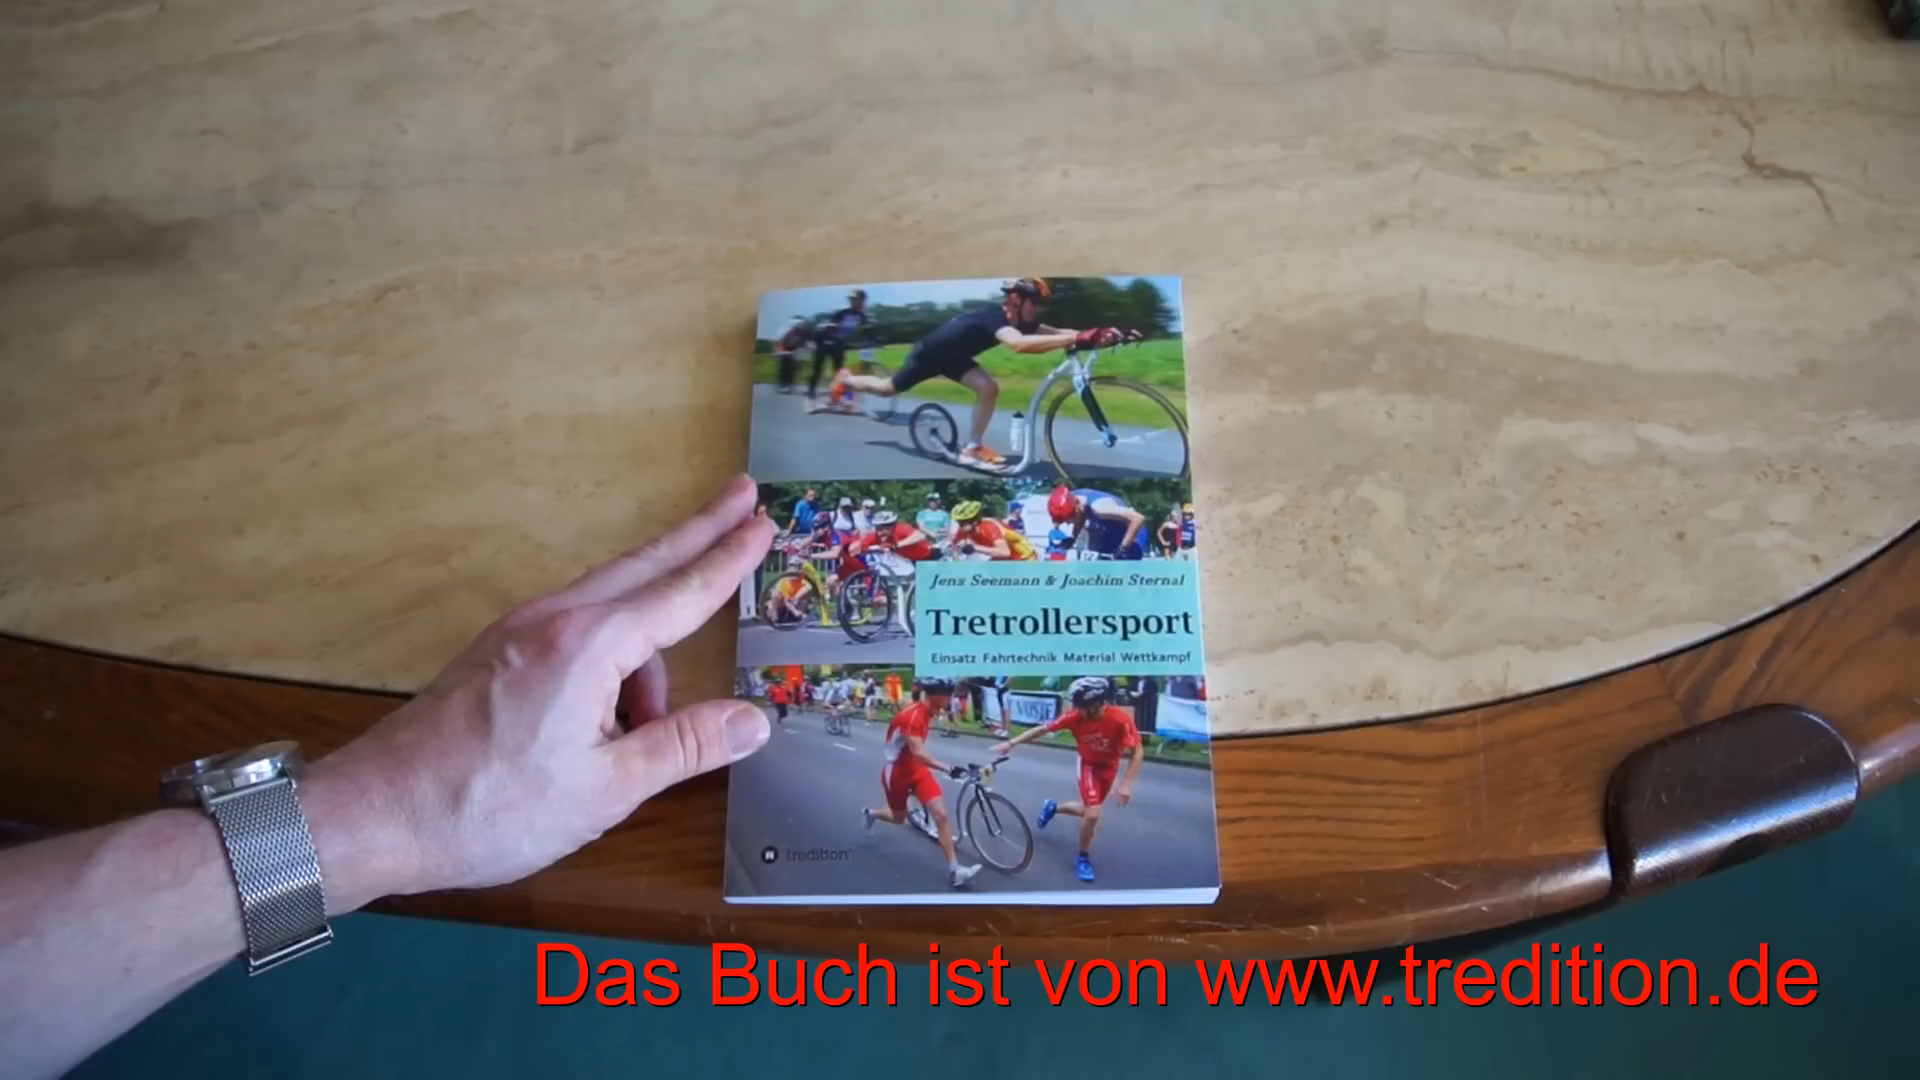 Jens Seemann & Joachim Sternal
Tretrollersport
Einsatz Fahrtechnik Material Wettkampf
tredition
Das Buch ist von www.tredition.de